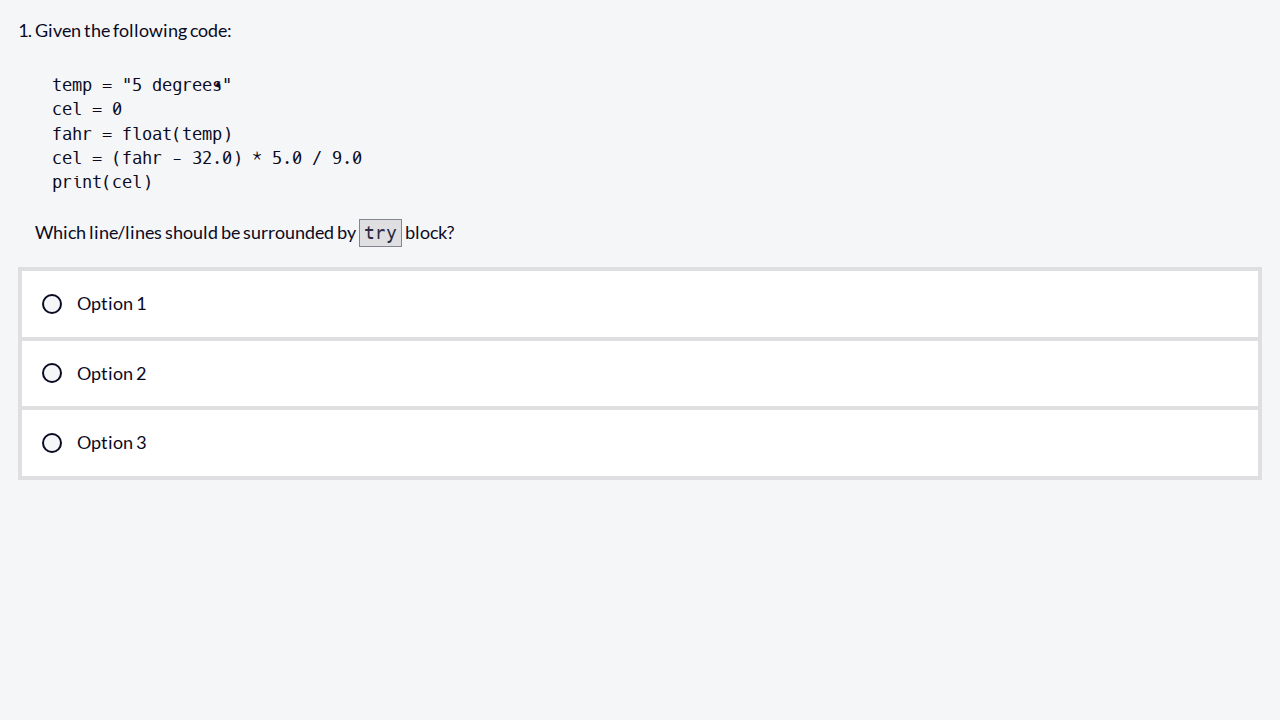 1. Given the following code:
temp = "5 degrees"
cel = 0
fahr = float(temp)
cel = (fahr - 32.0) * 5.0 / 9.0
print(cel)
Which line/lines should be surrounded by try block?
Option 1
Option 2
Option 3